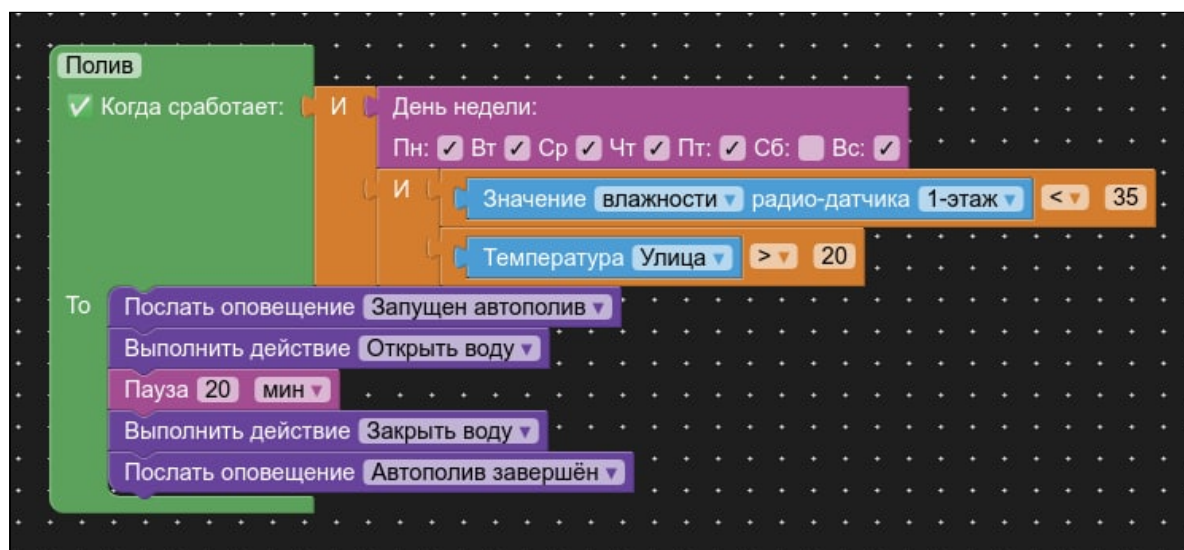 Полив
Когда сработает: И День недели:
Пн: Вт Ср Чт Пт: Сб: Вс:
И Значение влажности радио-датчика 1-этаж < 35
Температура Улица > 20
То Послать оповещение Запущен автополив
Выполнить действие Открыть воду
Пауза 20 мин
Выполнить действие Закрыть воду
Послать оповещение Автополив завершён